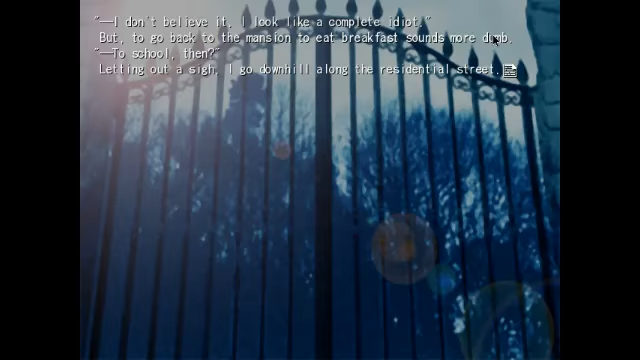 "—I don't believe it, I look like a complete idiot."
But, to go back to the mansion to eat breakfast sounds more dumb.
"—To school, then?"
Letting out a sigh, I go downhill along the residential street.